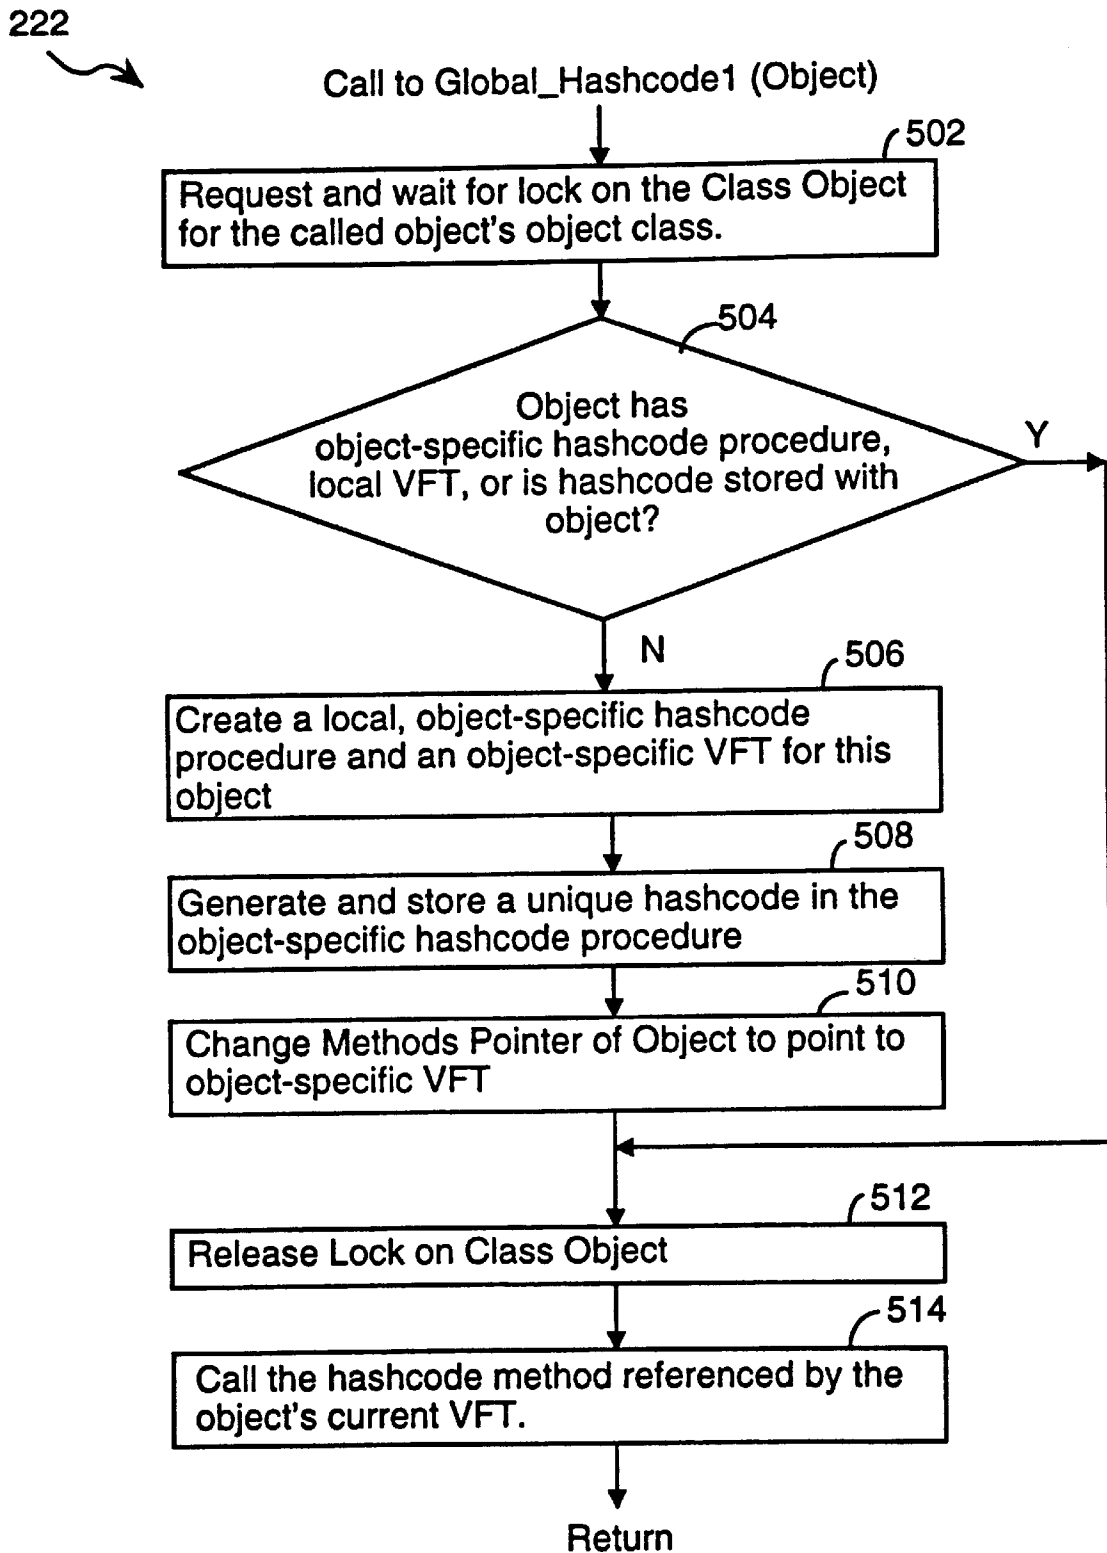 222
Call to Global_Hashcode1 (Object)
502
Request and wait for lock on the Class Object
for the called object's object class.
504
Object has
object-specific hashcode procedure,
local VFT, or is hashcode stored with
object?
Y
N
506
Create a local, object-specific hashcode
procedure and an object-specific VFT for this
object
508
Generate and store a unique hashcode in the
object-specific hashcode procedure
510
Change Methods Pointer of Object to point to
object-specific VFT
512
Release Lock on Class Object
514
Call the hashcode method referenced by the
object's current VFT.
Return